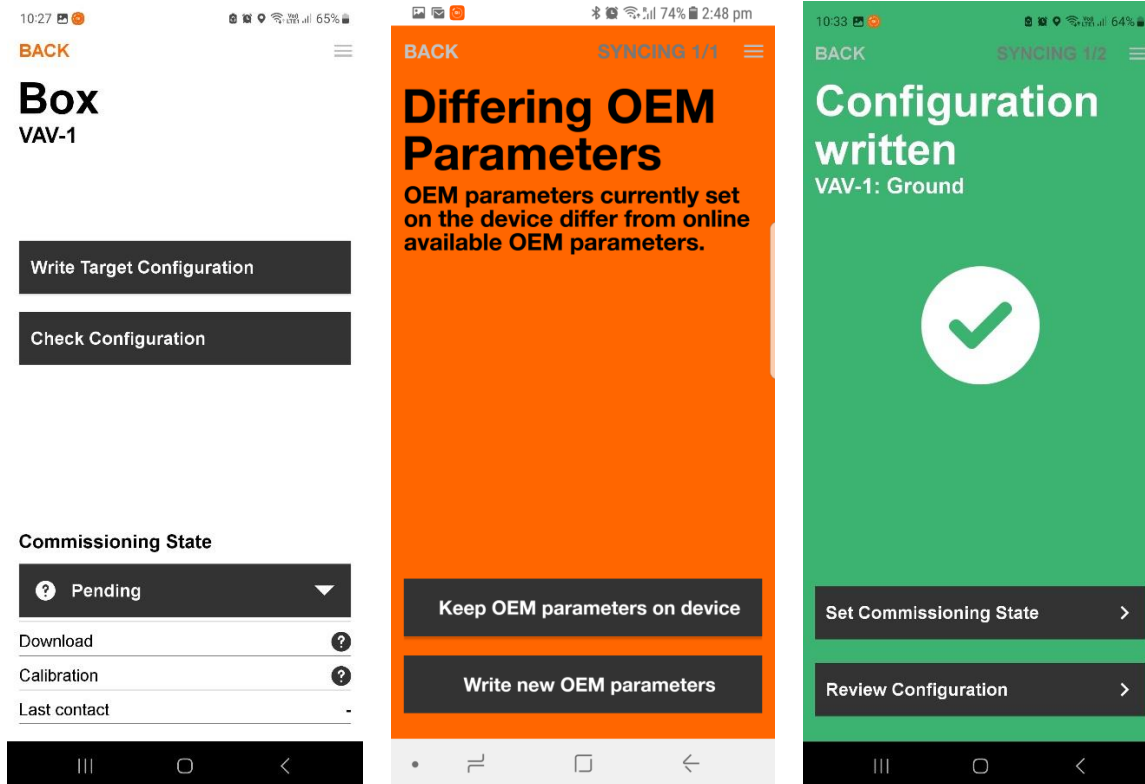 10:27
65%
BACK
Box
VAV-1
Write Target Configuration
Check Configuration
Commissioning State
? Pending
Download ?
Calibration ?
Last contact -
74% 2:48 pm
BACK SYNCING 1/1
Differing OEM
Parameters
OEM parameters currently set
on the device differ from online
available OEM parameters.
Keep OEM parameters on device
Write new OEM parameters
10:33
64%
BACK SYNCING 1/2
Configuration
written
VAV-1: Ground
Set Commissioning State
Review Configuration